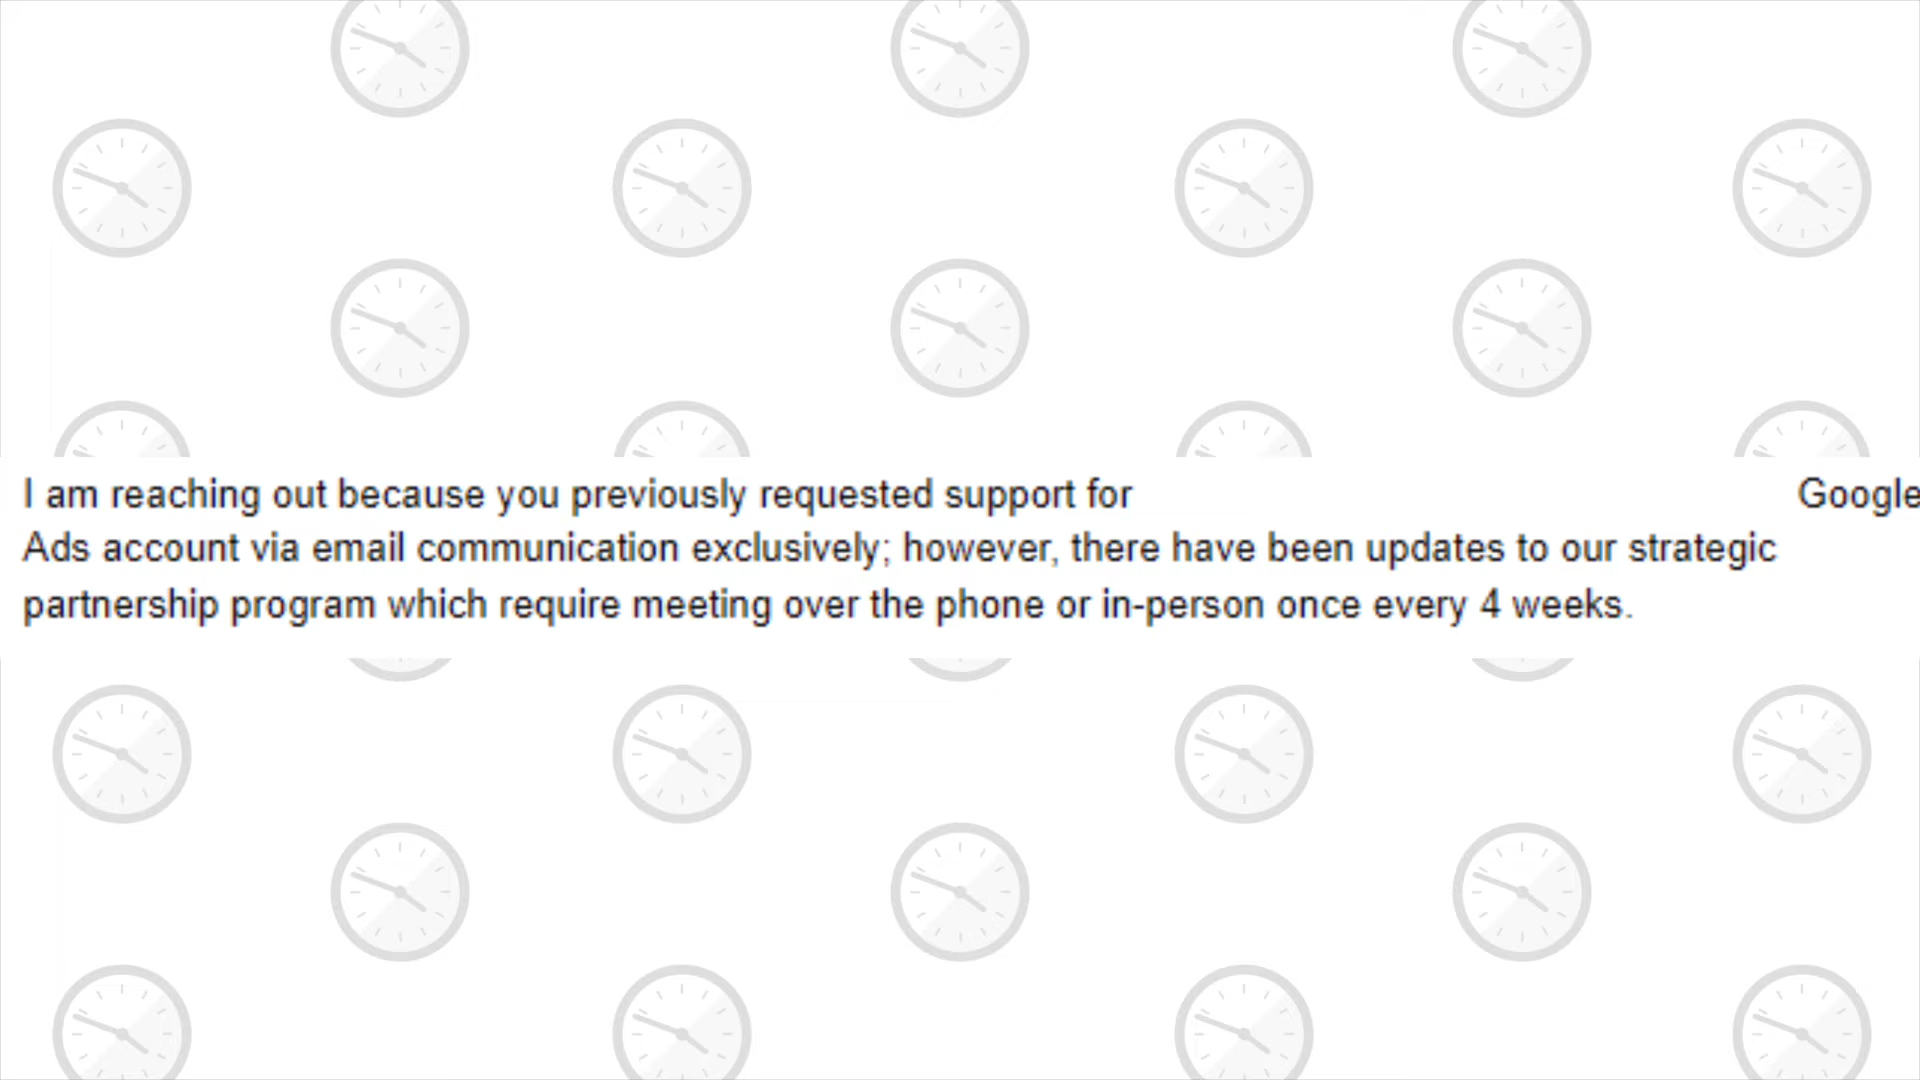 I am reaching out because you previously requested support for Google
Ads account via email communication exclusively; however, there have been updates to our strategic
partnership program which require meeting over the phone or in-person once every 4 weeks.